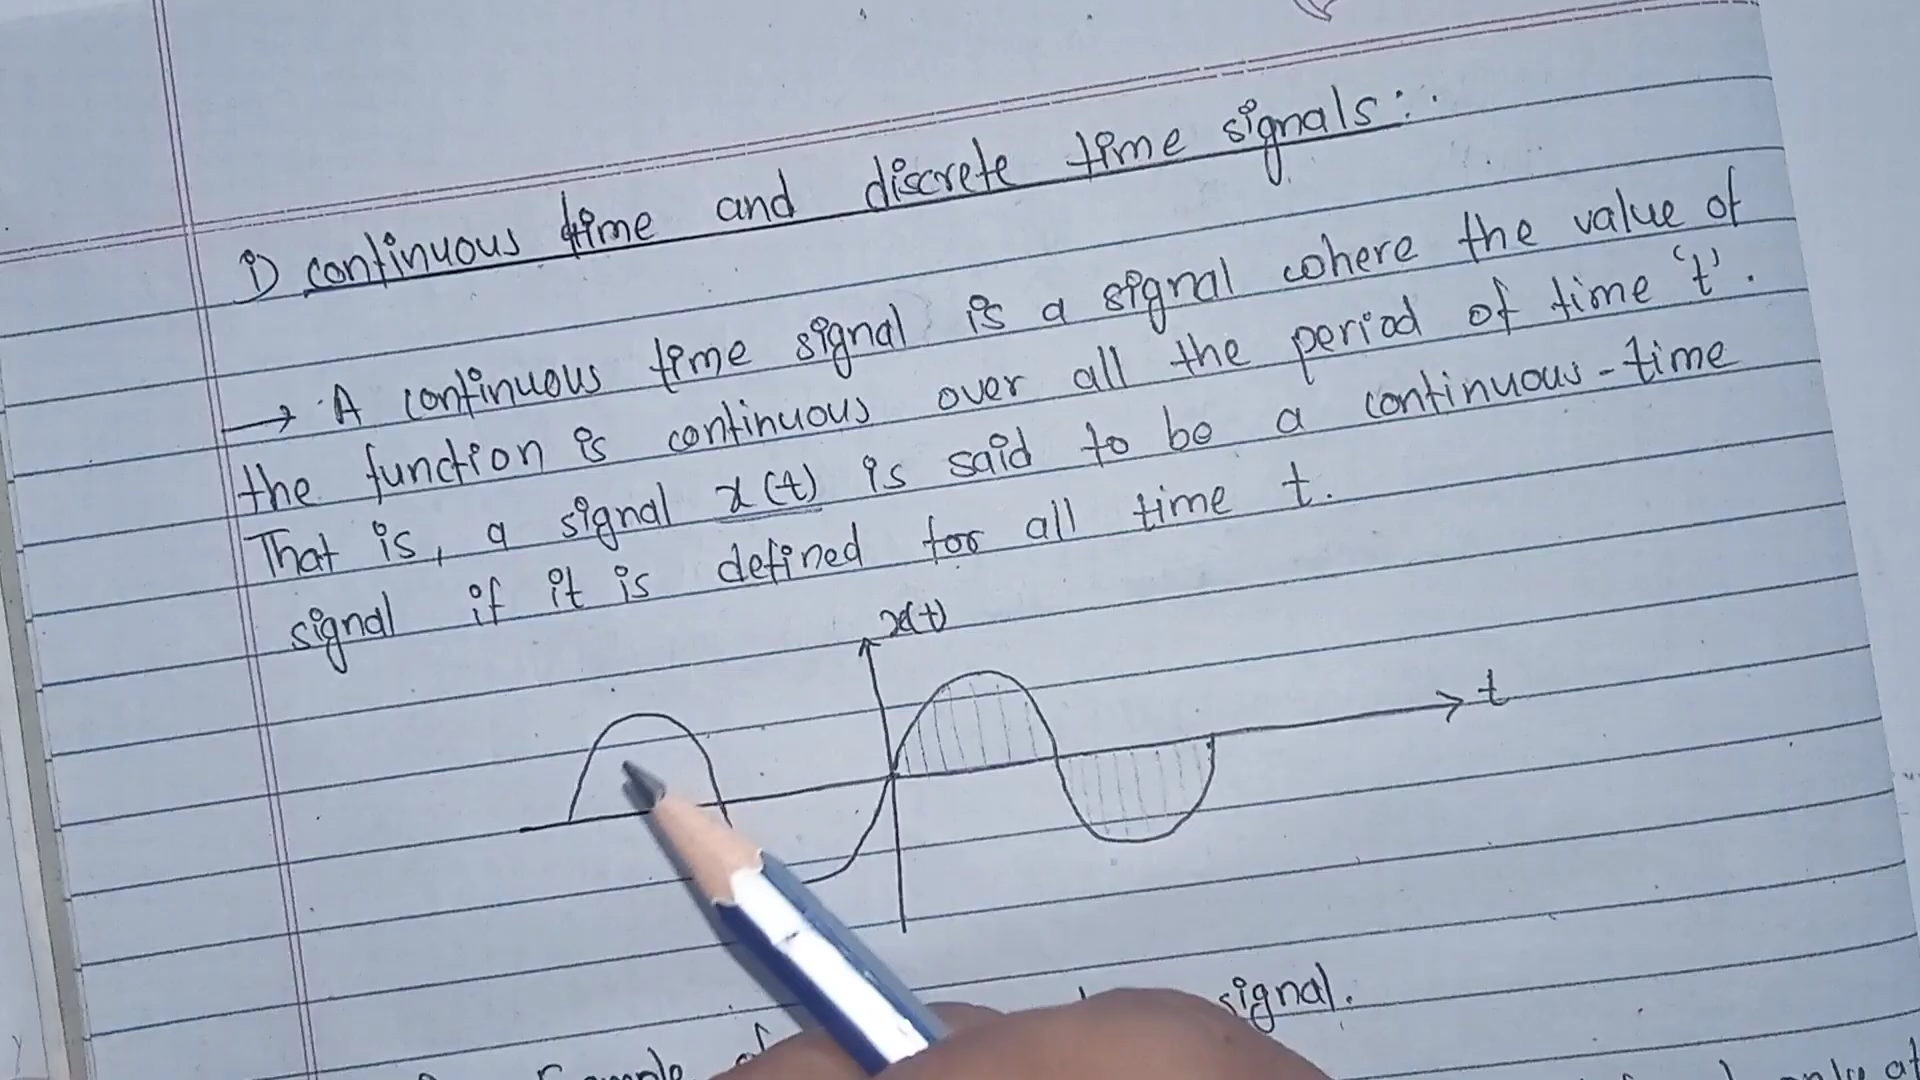 i) continuous time and discrete time signals:.
→ A continuous time signal is a signal where the value of
the function is continuous over all the period of time 't'.
That is, a signal x(t) is said to be a continuous-time
signal if it is defined for all time t.
x(t)
t
signal.
only at